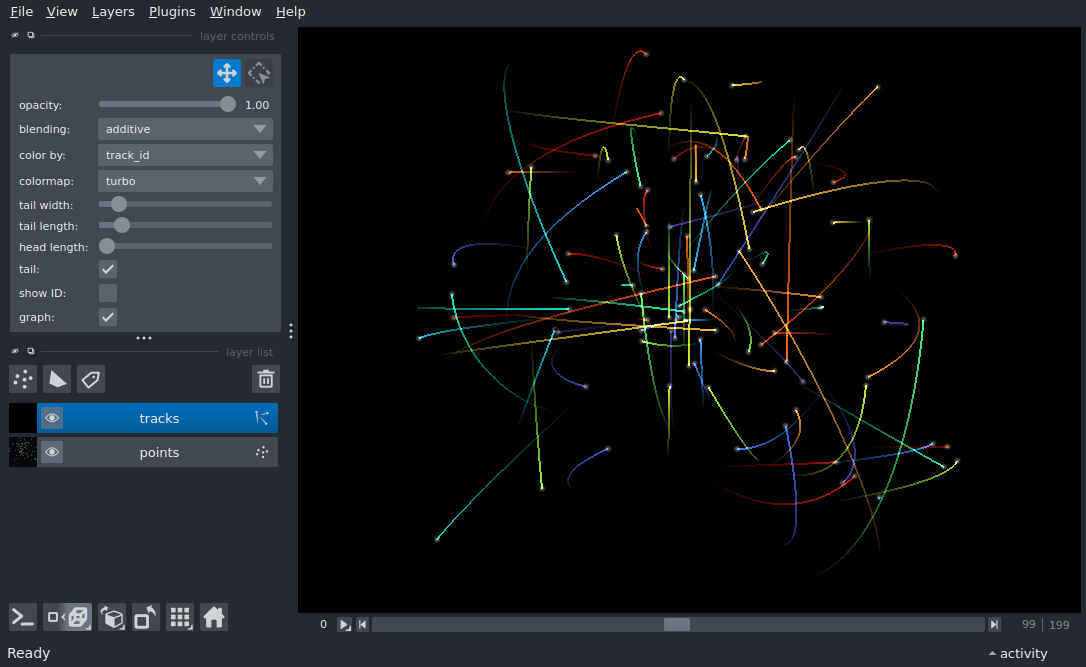 File View Layers Plugins Window Help
layer controls
opacity: 1.00
blending: additive
color by: track_id
colormap: turbo
tail width:
tail length:
head length:
tail:
show ID:
graph:
layer list
tracks
points
0 99 199
Ready activity